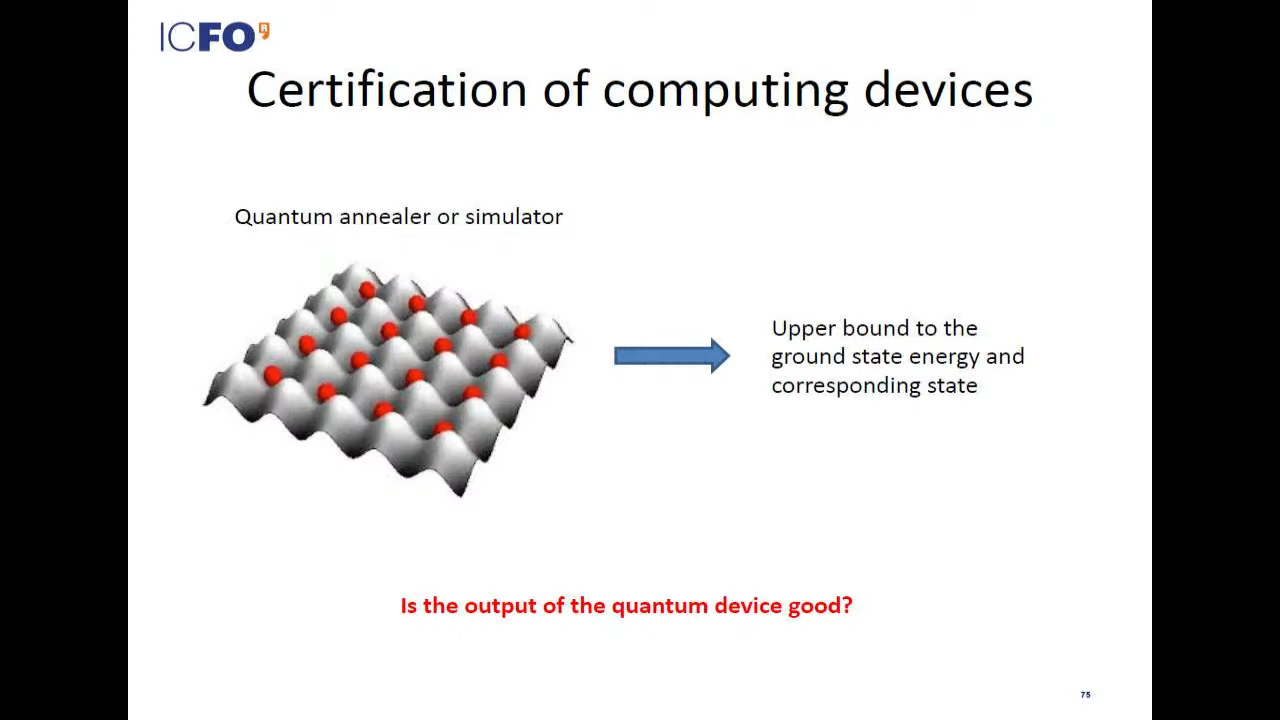 ICFO R
Certification of computing devices
Quantum annealer or simulator
Upper bound to the
ground state energy and
corresponding state
Is the output of the quantum device good?
75